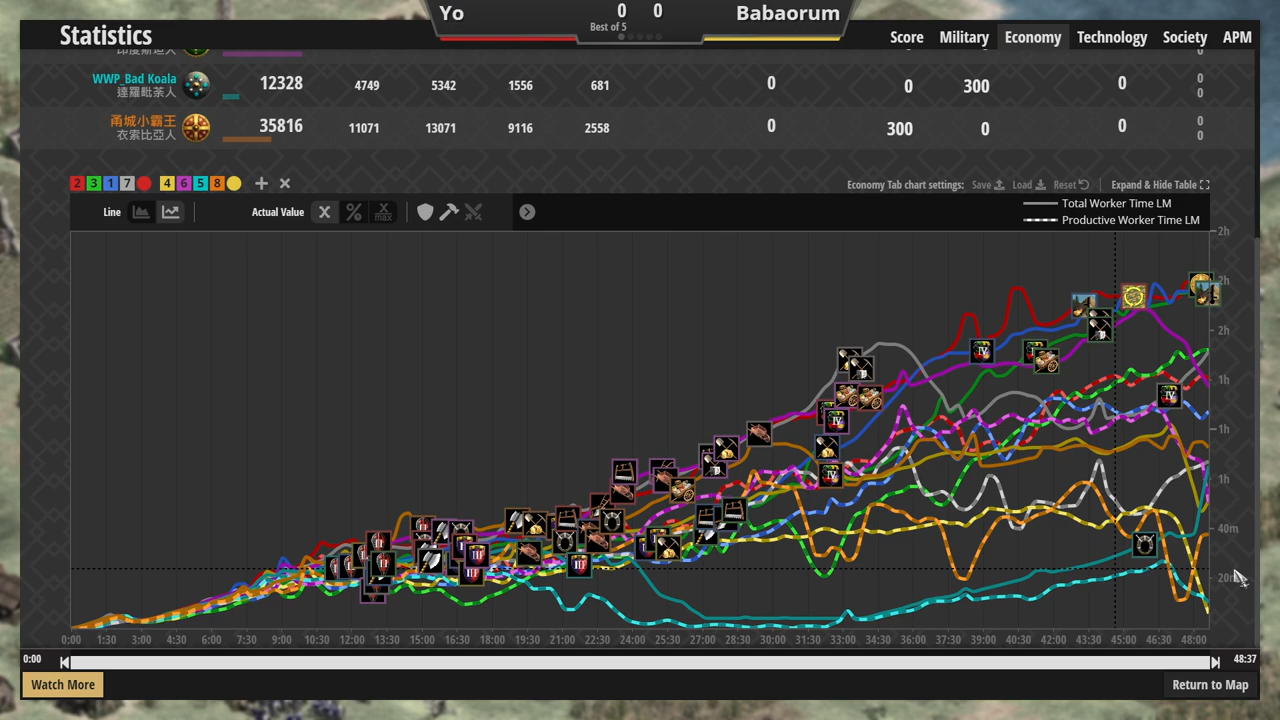 Yo 0 0 Babaorum
Best of 5
Statistics
Score Military Economy Technology Society APM
印度斯坦人
0
WWP_Bad Koala
達羅毗荼人
12328 4749 5342 1556 681 0 0 300 0 0
0
甬城小霸王
衣索比亞人
35816 11071 13071 9116 2558 0 300 0 0 0
0
2 3 1 7 4 6 5 8
Economy Tab chart settings: Save Load Reset Expand & Hide Table
Line Actual Value X % X max
Total Worker Time LM
Productive Worker Time LM
2h
2h
2h
1h
1h
1h
40m
20m
0:00 1:30 3:00 4:30 6:00 7:30 9:00 10:30 12:00 13:30 15:00 16:30 18:00 19:30 21:00 22:30 24:00 25:30 27:00 28:30 30:00 31:30 33:00 34:30 36:00 37:30 39:00 40:30 42:00 43:30 45:00 46:30 48:00
0:00 48:37
Watch More Return to Map